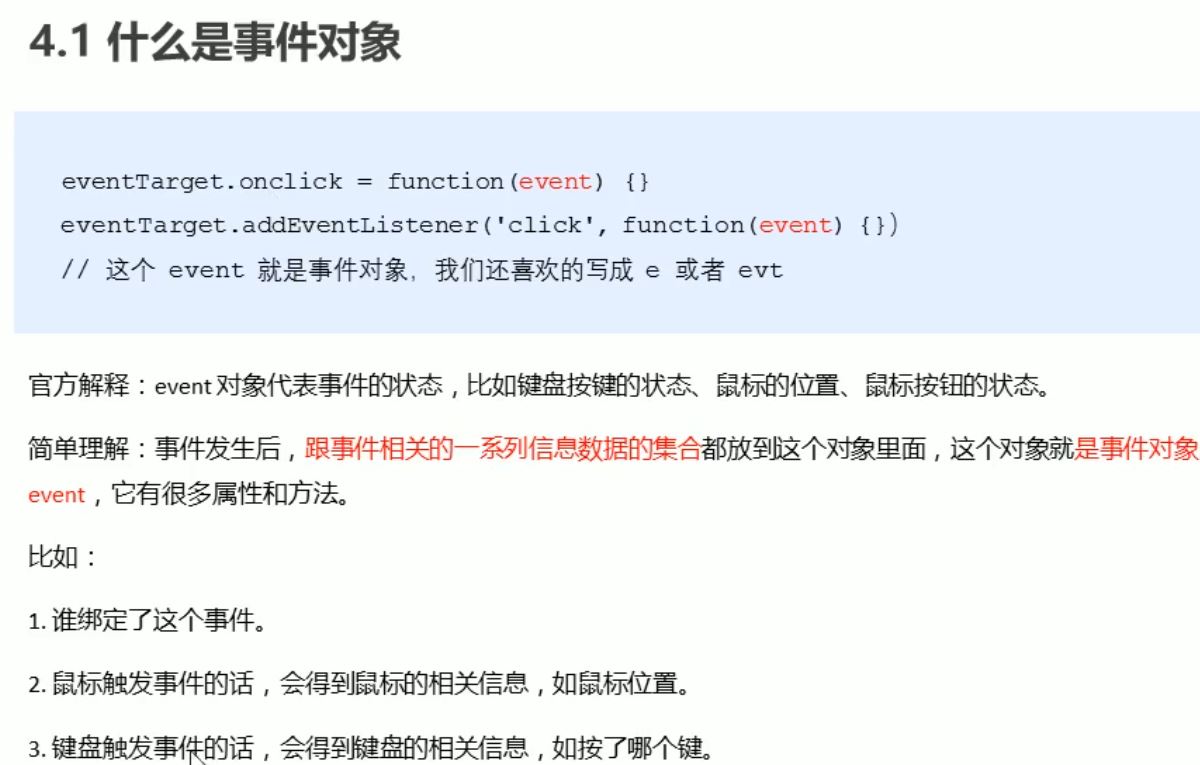 4.1 什么是事件对象
eventTarget.onclick = function(event) {}
eventTarget.addEventListener('click', function(event) {})
// 这个 event 就是事件对象，我们还喜欢的写成 e 或者 evt
官方解释：event 对象代表事件的状态，比如键盘按键的状态、鼠标的位置、鼠标按钮的状态。
简单理解：事件发生后，跟事件相关的一系列信息数据的集合都放到这个对象里面，这个对象就是事件对象
event，它有很多属性和方法。
比如：
1. 谁绑定了这个事件。
2. 鼠标触发事件的话，会得到鼠标的相关信息，如鼠标位置。
3. 键盘触发事件的话，会得到键盘的相关信息，如按了哪个键。